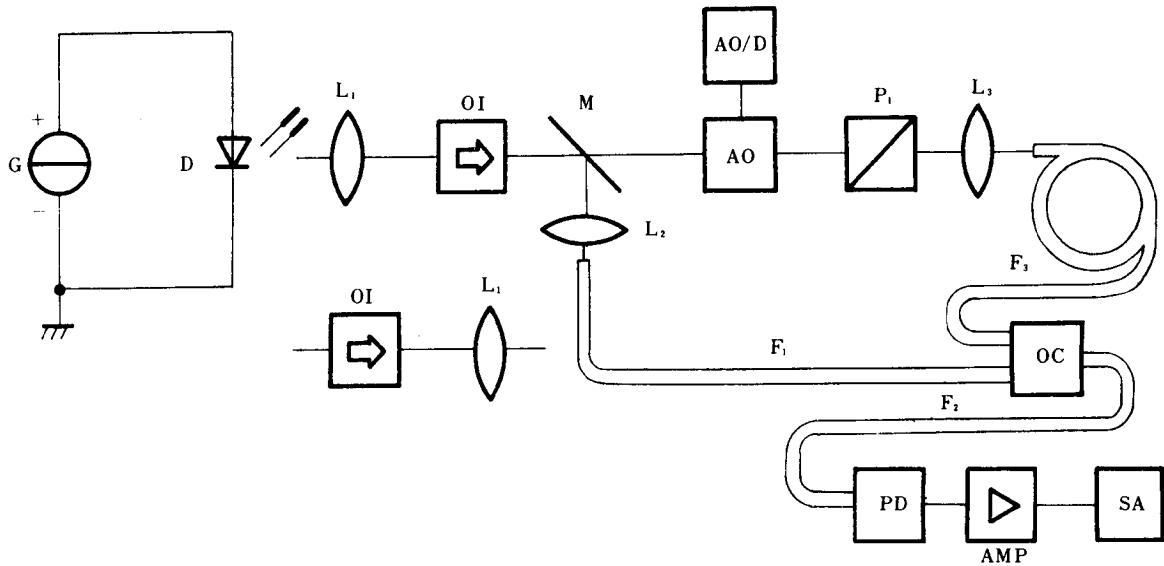 AO/D
L₁
OI
M
P₁
L₃
+
G
−
D
AO
L₂
F₃
OI
L₁
F₁
OC
F₂
PD
SA
AMP